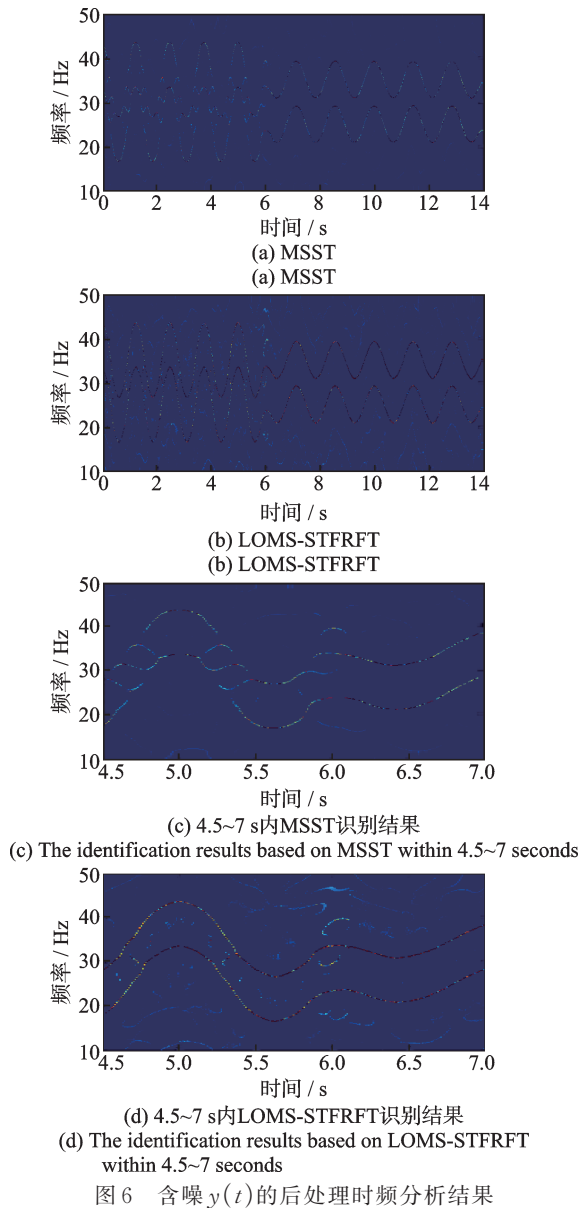 50
40
30
20
10
频率 / Hz
0 2 4 6 8 10 12 14
时间 / s
(a) MSST
(a) MSST
50
40
30
20
10
频率 / Hz
0 2 4 6 8 10 12 14
时间 / s
(b) LOMS-STFRFT
(b) LOMS-STFRFT
50
40
30
20
10
频率 / Hz
4.5 5.0 5.5 6.0 6.5 7.0
时间 / s
(c) 4.5~7 s内MSST识别结果
(c) The identification results based on MSST within 4.5~7 seconds
50
40
30
20
10
频率 / Hz
4.5 5.0 5.5 6.0 6.5 7.0
时间 / s
(d) 4.5~7 s内LOMS-STFRFT识别结果
(d) The identification results based on LOMS-STFRFT
within 4.5~7 seconds
图 6 含噪 y(t)的后处理时频分析结果